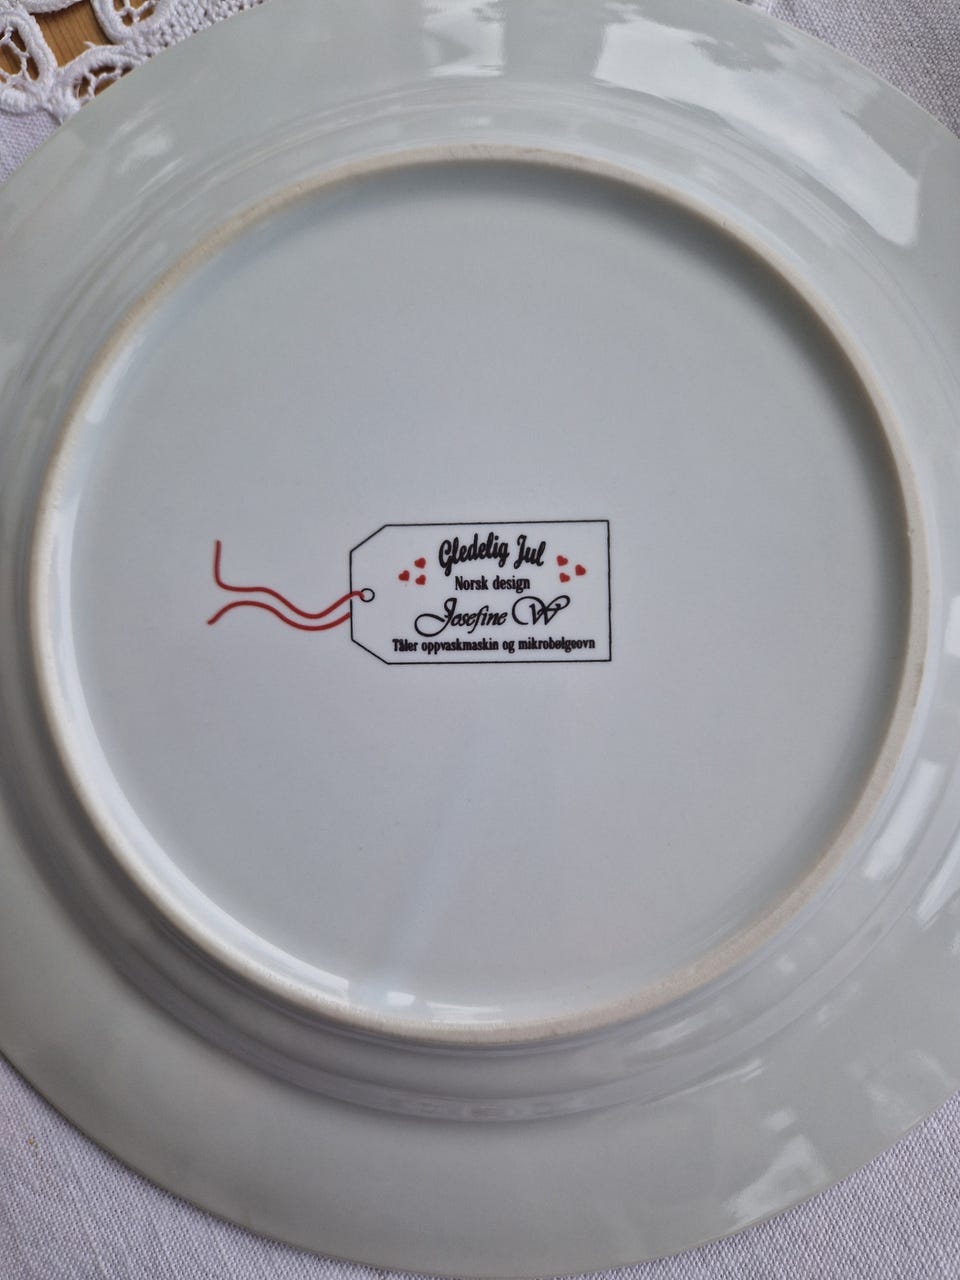 Gledelig Jul
Norsk design
Josefine W
Tåler oppvaskmaskin og mikrobølgeovn